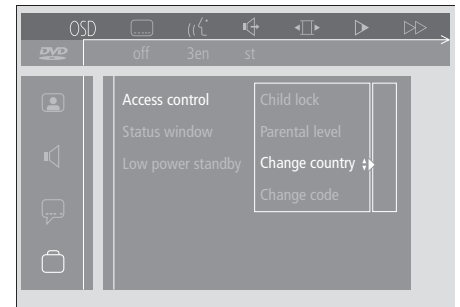 OSD
DVD off 3en st
Access control Child lock
Status window Parental level
Low power standby Change country
Change code